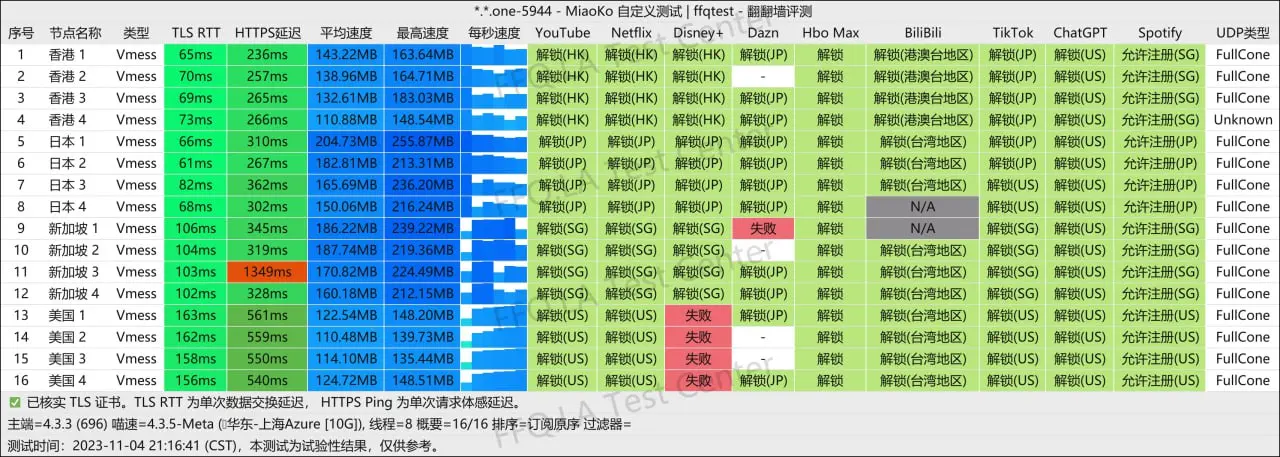 *.*.one-5944 - MiaoKo 自定义测试 | ffqtest - 翻翻墙评测
序号 节点名称 类型 TLS RTT HTTPS延迟 平均速度 最高速度 每秒速度 YouTube Netflix Disney+ Dazn Hbo Max BiliBili TikTok ChatGPT Spotify UDP类型
1 香港 1 Vmess 65ms 236ms 143.22MB 163.64MB 解锁(HK) 解锁(HK) 解锁(HK) 解锁(JP) 解锁 解锁(港澳台地区) 解锁(JP) 解锁(US) 允许注册(SG) FullCone
2 香港 2 Vmess 70ms 257ms 138.96MB 164.71MB 解锁(HK) 解锁(HK) 解锁(HK) - 解锁 解锁(港澳台地区) 解锁(JP) 解锁(US) 允许注册(SG) FullCone
3 香港 3 Vmess 69ms 265ms 132.61MB 183.03MB 解锁(HK) 解锁(HK) 解锁(HK) 解锁(JP) 解锁 解锁(港澳台地区) 解锁(JP) 解锁(US) 允许注册(SG) FullCone
4 香港 4 Vmess 73ms 266ms 110.88MB 148.54MB 解锁(HK) 解锁(HK) 解锁(HK) 解锁(JP) 解锁 解锁(港澳台地区) 解锁(JP) 解锁(US) 允许注册(SG) Unknown
5 日本 1 Vmess 66ms 310ms 204.73MB 255.87MB 解锁(JP) 解锁(JP) 解锁(JP) 解锁(JP) 解锁 解锁(台湾地区) 解锁(JP) 解锁(US) 允许注册(JP) FullCone
6 日本 2 Vmess 61ms 267ms 182.81MB 213.31MB 解锁(JP) 解锁(JP) 解锁(JP) 解锁(JP) 解锁 解锁(台湾地区) 解锁(JP) 解锁(US) 允许注册(JP) FullCone
7 日本 3 Vmess 82ms 362ms 165.69MB 236.20MB 解锁(JP) 解锁(JP) 解锁(JP) 解锁(JP) 解锁 解锁(台湾地区) 解锁(US) 解锁(US) 允许注册(JP) FullCone
8 日本 4 Vmess 68ms 302ms 150.06MB 216.24MB 解锁(JP) 解锁(JP) 解锁(JP) 解锁(JP) 解锁 N/A 解锁(US) 解锁(US) 允许注册(JP) FullCone
9 新加坡 1 Vmess 106ms 345ms 186.22MB 239.22MB 解锁(SG) 解锁(SG) 解锁(SG) 失败 解锁 N/A 解锁(SG) 解锁(US) 允许注册(SG) FullCone
10 新加坡 2 Vmess 104ms 319ms 187.74MB 219.36MB 解锁(SG) 解锁(SG) 解锁(SG) - 解锁 解锁(台湾地区) 解锁(SG) 解锁(US) 允许注册(SG) FullCone
11 新加坡 3 Vmess 103ms 1349ms 170.82MB 224.49MB 解锁(SG) 解锁(SG) 解锁(SG) 解锁(JP) 解锁 解锁(台湾地区) 解锁(US) 解锁(US) 允许注册(SG) FullCone
12 新加坡 4 Vmess 102ms 328ms 160.18MB 212.15MB 解锁(SG) 解锁(SG) 解锁(SG) 解锁(JP) 解锁 解锁(台湾地区) 解锁(SG) 解锁(US) 允许注册(SG) FullCone
13 美国 1 Vmess 163ms 561ms 122.54MB 148.20MB 解锁(US) 解锁(US) 失败 解锁(JP) 解锁 解锁(台湾地区) 解锁(US) 解锁(US) 允许注册(US) FullCone
14 美国 2 Vmess 162ms 559ms 110.48MB 139.73MB 解锁(US) 解锁(US) 失败 - 解锁 解锁(台湾地区) 解锁(US) 解锁(US) 允许注册(US) FullCone
15 美国 3 Vmess 158ms 550ms 114.10MB 135.44MB 解锁(US) 解锁(US) 失败 - 解锁 解锁(台湾地区) 解锁(US) 解锁(US) 允许注册(US) FullCone
16 美国 4 Vmess 156ms 540ms 124.72MB 148.51MB 解锁(US) 解锁(US) 失败 解锁(JP) 解锁 解锁(台湾地区) 解锁(US) 解锁(US) 允许注册(US) FullCone
✅ 已核实 TLS 证书。TLS RTT 为单次数据交换延迟, HTTPS Ping 为单次请求体感延迟。
主端=4.3.3 (696) 喵速=4.3.5-Meta (华东-上海Azure [10G]), 线程=8 概要=16/16 排序=订阅原序 过滤器=
测试时间：2023-11-04 21:16:41 (CST)，本测试为试验性结果，仅供参考。
FFQ.LA Test Center
FFQ.LA Test Center
FFQ.LA Test Center
FFQ.LA Test Center